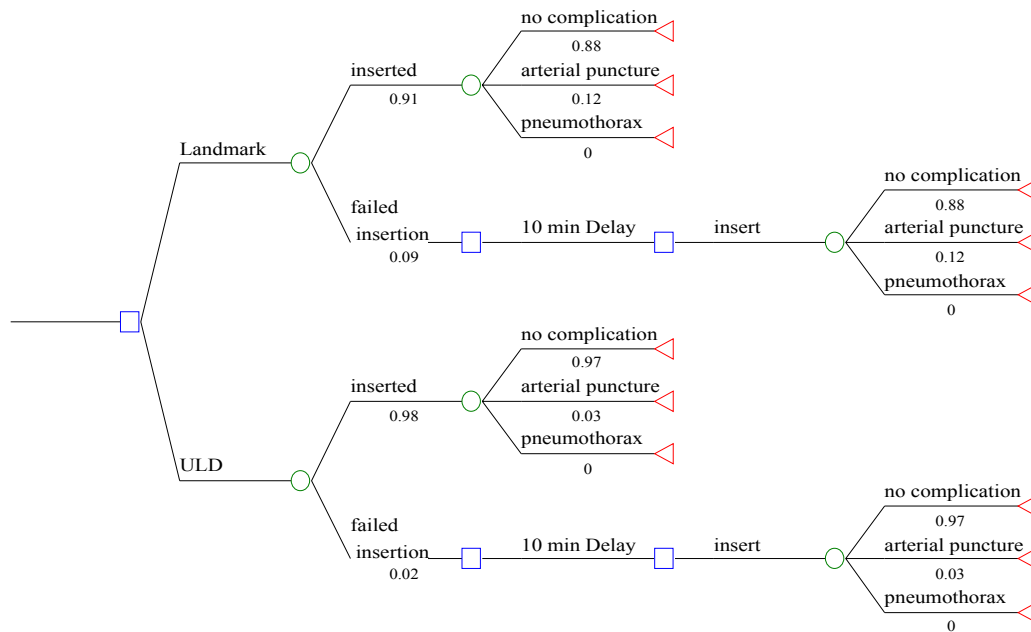 no complication
0.88
inserted
arterial puncture
0.91
0.12
pneumothorax
0
Landmark
failed
insertion
0.09
10 min Delay
insert
no complication
0.88
arterial puncture
0.12
pneumothorax
0
no complication
0.97
inserted
arterial puncture
0.98
0.03
pneumothorax
0
ULD
failed
insertion
0.02
10 min Delay
insert
no complication
0.97
arterial puncture
0.03
pneumothorax
0